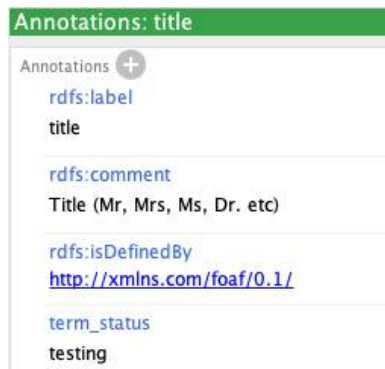 Annotations: title
Annotations
rdfs:label
title
rdfs:comment
Title (Mr, Mrs, Ms, Dr. etc)
rdfs:isDefinedBy
http://xmlns.com/foaf/0.1/
term_status
testing